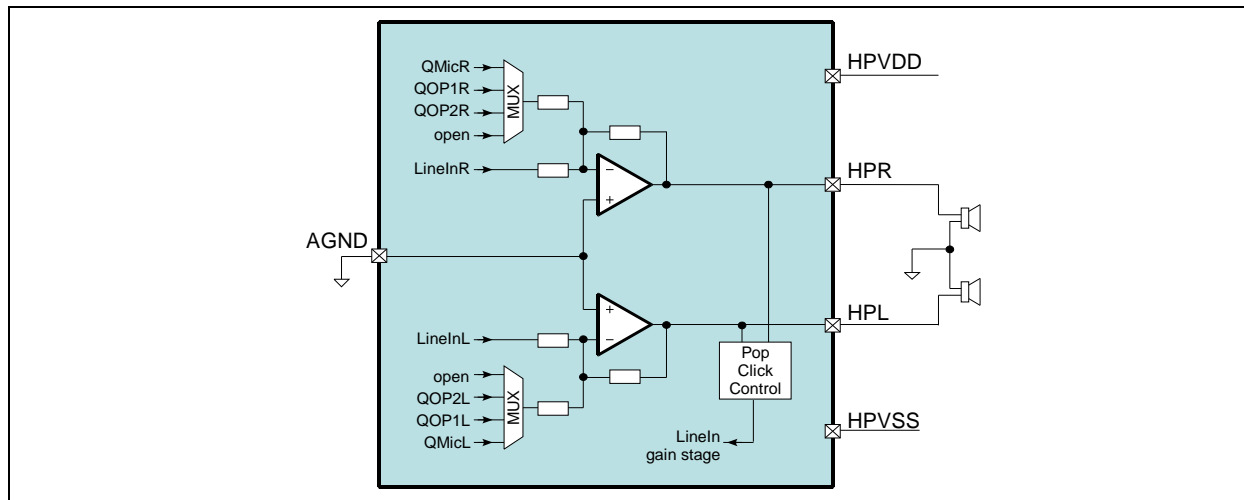 QMicR
QOP1R
QOP2R
open
MUX
LineInR
−
+
HPVDD
HPR
AGND
+
−
HPL
LineInL
open
QOP2L
QOP1L
QMicL
MUX
Pop
Click
Control
LineIn
gain stage
HPVSS